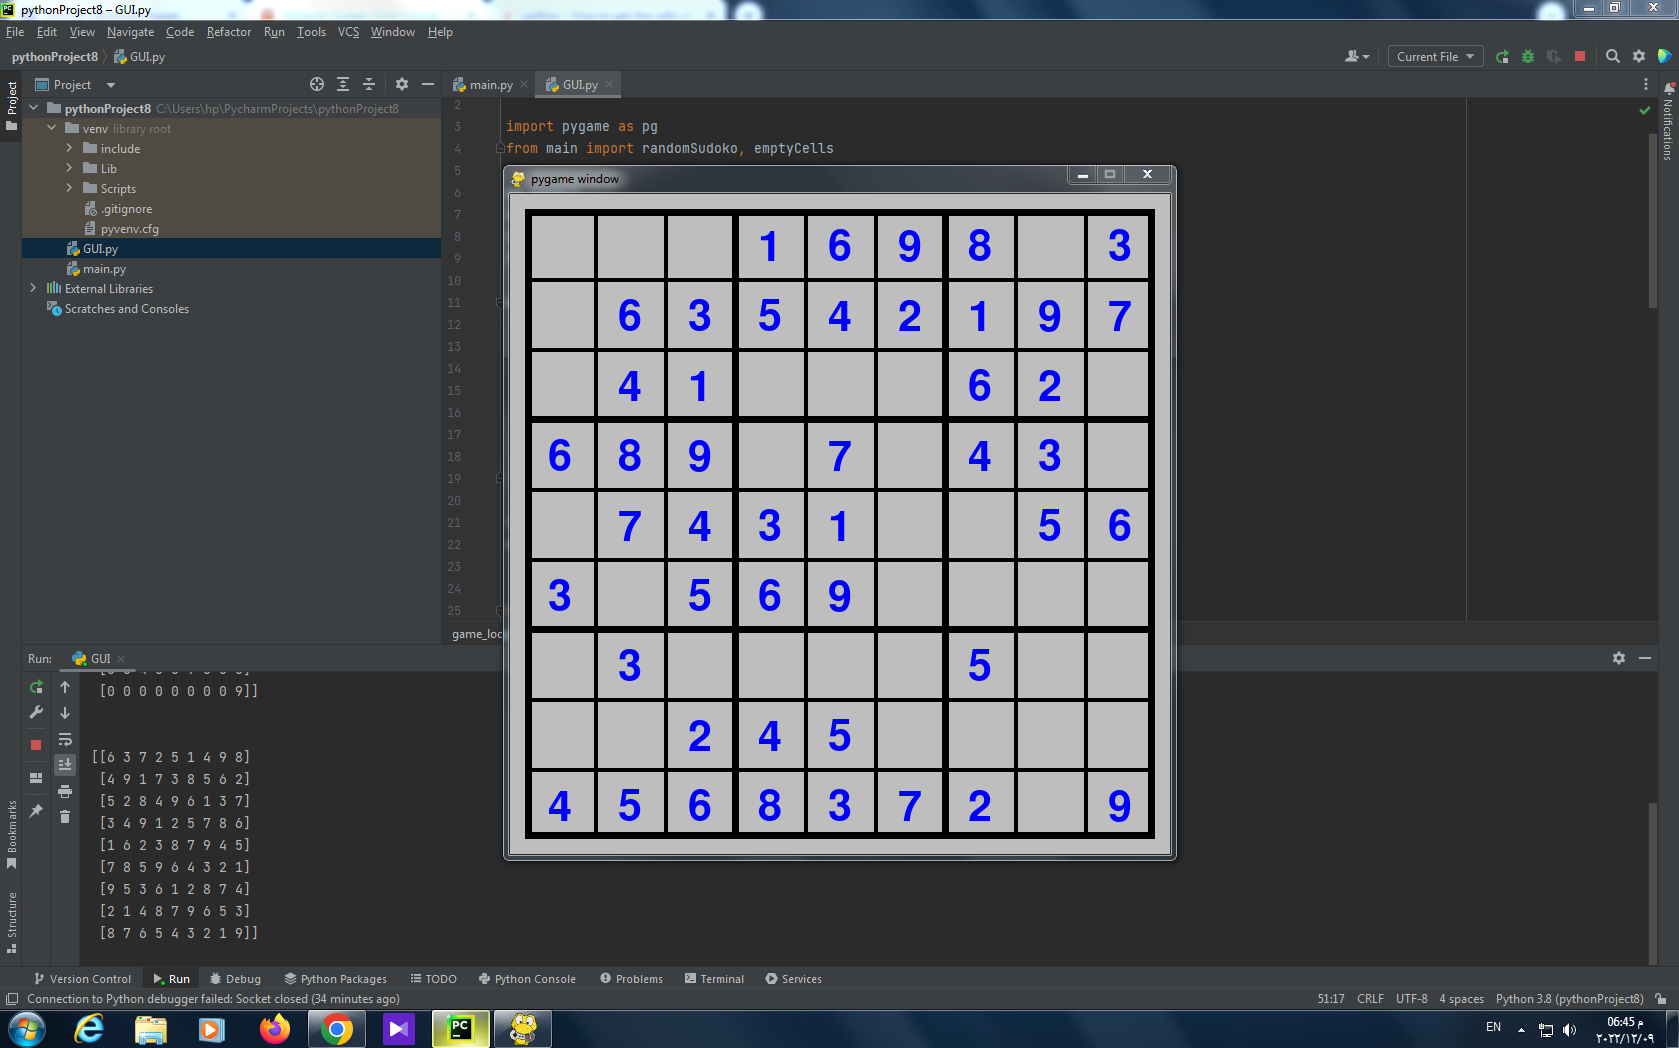 pythonProject8 – GUI.py
File Edit View Navigate Code Refactor Run Tools VCS Window Help
pythonProject8 GUI.py
Current File
Project
main.py GUI.py
Project
Notifications
pythonProject8 C:\Users\hp\PycharmProjects\pythonProject8
venv library root
include
Lib
Scripts
.gitignore
pyvenv.cfg
GUI.py
main.py
External Libraries
Scratches and Consoles
2
3 import pygame as pg
4 from main import randomSudoko, emptyCells
5
6
7
8
9
10
11
12
13
14
15
16
17
18
19
20
21
22
23
24
25
game_loc
pygame window
1 6 9 8 3
6 3 5 4 2 1 9 7
4 1 6 2
6 8 9 7 4 3
7 4 3 1 5 6
3 5 6 9
3 5
2 4 5
4 5 6 8 3 7 2 9
Run: GUI
[0 0 0 0 0 0 0 0 9]]
[[6 3 7 2 5 1 4 9 8]
[4 9 1 7 3 8 5 6 2]
[5 2 8 4 9 6 1 3 7]
[3 4 9 1 2 5 7 8 6]
[1 6 2 3 8 7 9 4 5]
[7 8 5 9 6 4 3 2 1]
[9 5 3 6 1 2 8 7 4]
[2 1 4 8 7 9 6 5 3]
[8 7 6 5 4 3 2 1 9]]
Bookmarks
Structure
Version Control Run Debug Python Packages TODO Python Console Problems Terminal Services
Connection to Python debugger failed: Socket closed (34 minutes ago)
51:17 CRLF UTF-8 4 spaces Python 3.8 (pythonProject8)
PC
EN
06:45 م
٢٠٢٢/١٢/٠٩